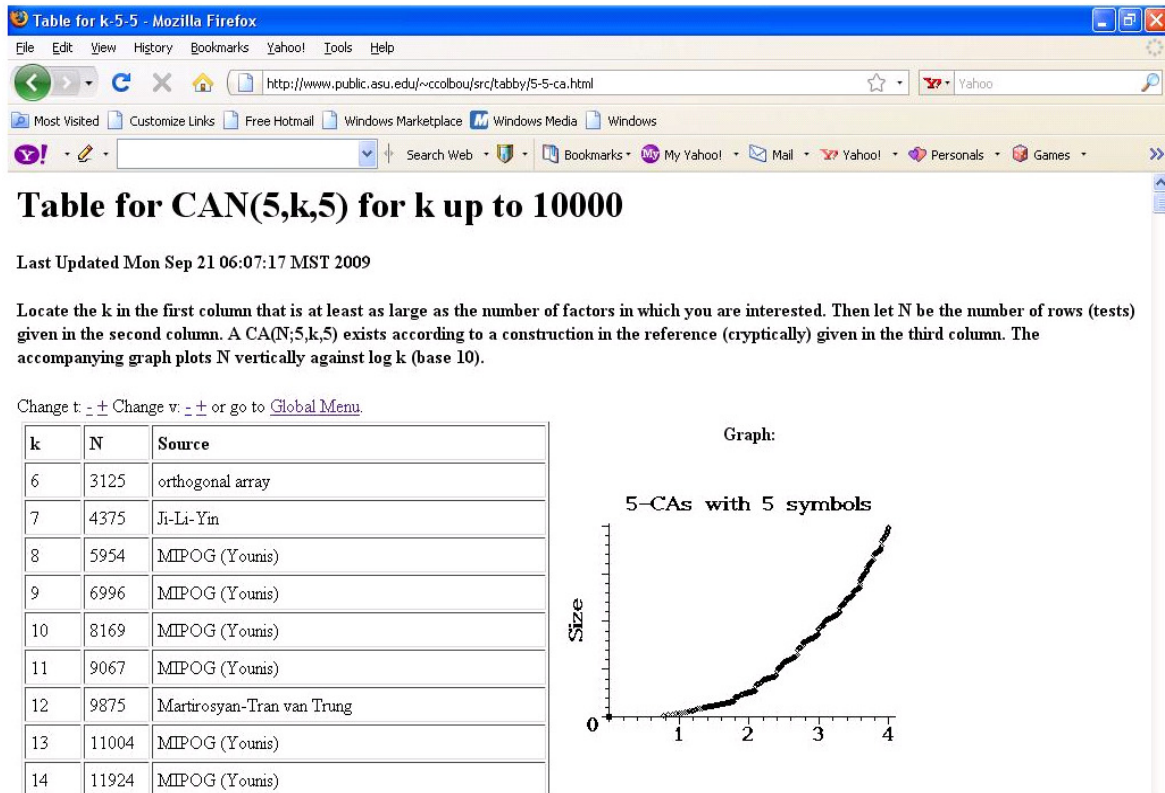 Table for k-5-5 - Mozilla Firefox
File Edit View History Bookmarks Yahoo! Tools Help
http://www.public.asu.edu/~ccolbou/src/tabby/5-5-ca.html
Yahoo
Most Visited Customize Links Free Hotmail Windows Marketplace Windows Media Windows
Search Web Bookmarks My Yahoo! Mail Yahoo! Personals Games
Table for CAN(5,k,5) for k up to 10000
Last Updated Mon Sep 21 06:07:17 MST 2009
Locate the k in the first column that is at least as large as the number of factors in which you are interested. Then let N be the number of rows (tests)
given in the second column. A CA(N;5,k,5) exists according to a construction in the reference (cryptically) given in the third column. The
accompanying graph plots N vertically against log k (base 10).
Change t: - + Change v: - + or go to Global Menu.
k N Source
6 3125 orthogonal array
7 4375 Ji-Li-Yin
8 5954 MIPOG (Younis)
9 6996 MIPOG (Younis)
10 8169 MIPOG (Younis)
11 9067 MIPOG (Younis)
12 9875 Martirosyan-Tran van Trung
13 11004 MIPOG (Younis)
14 11924 MIPOG (Younis)
Graph:
5-CAs with 5 symbols
Size
0 1 2 3 4